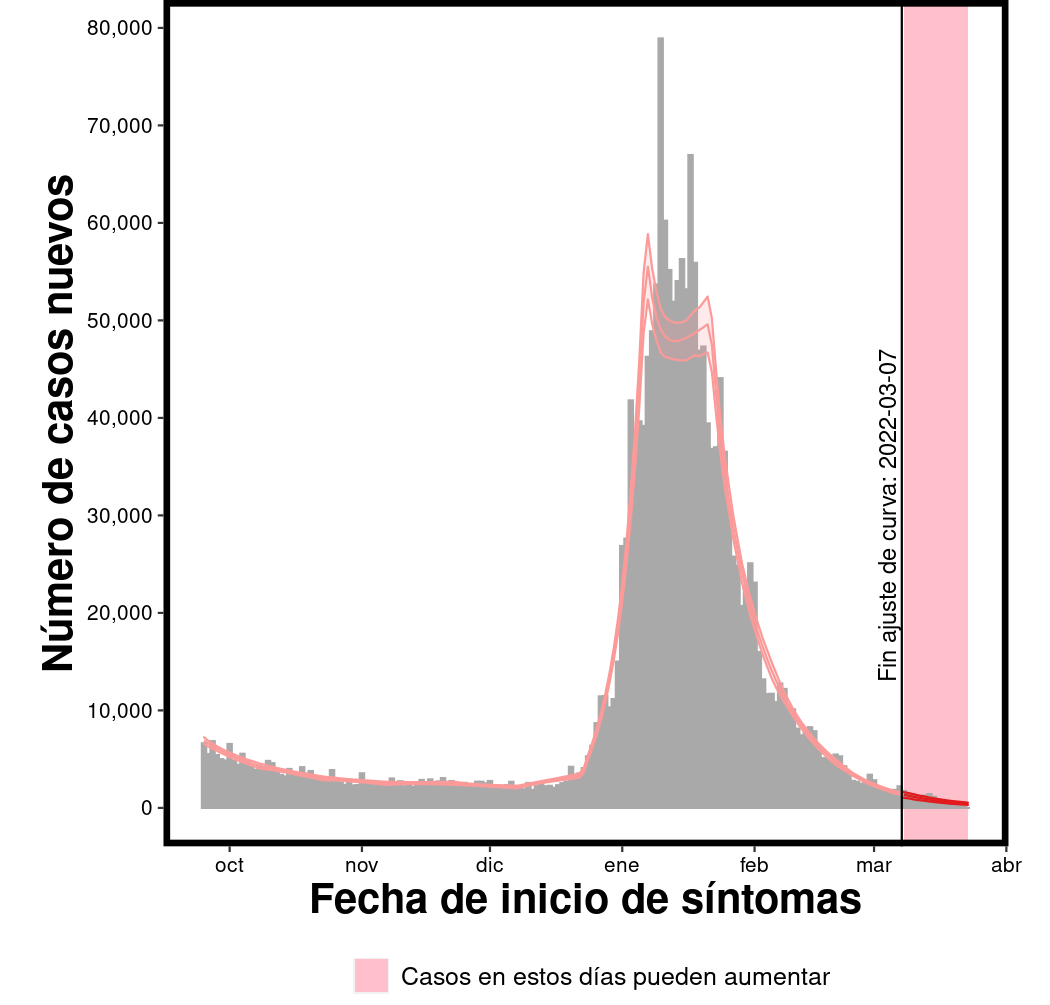 80,000
70,000
60,000
50,000
40,000
30,000
20,000
10,000
0
Número de casos nuevos
Fin ajuste de curva: 2022-03-07
oct nov dic ene feb mar abr
Fecha de inicio de síntomas
Casos en estos días pueden aumentar